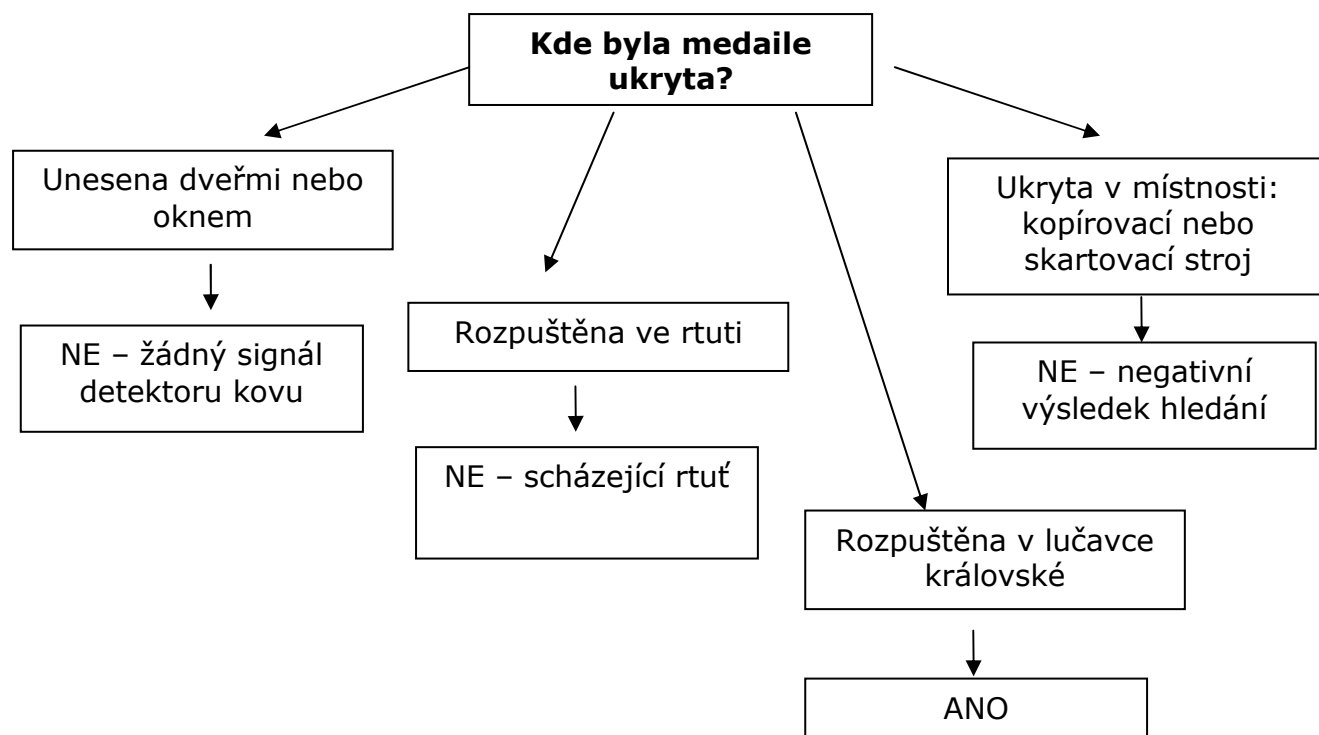 Kde byla medaile
ukryta?
Unesena dveřmi nebo
oknem
Ukryta v místnosti:
kopírovací nebo
skartovací stroj
Rozpuštěna ve rtuti
NE – žádný signál
detektoru kovu
NE – negativní
výsledek hledání
NE – scházející rtuť
Rozpuštěna v lučavce
královské
ANO